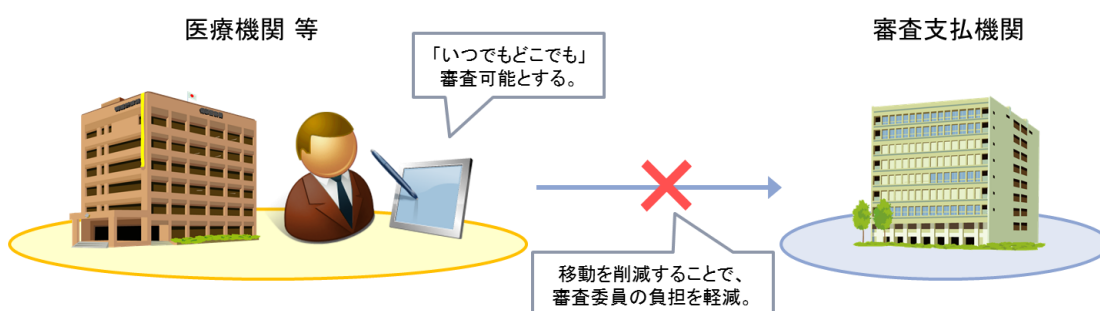 医療機関 等
審査支払機関
「いつでもどこでも」
審査可能とする。
移動を削減することで、
審査委員の負担を軽減。